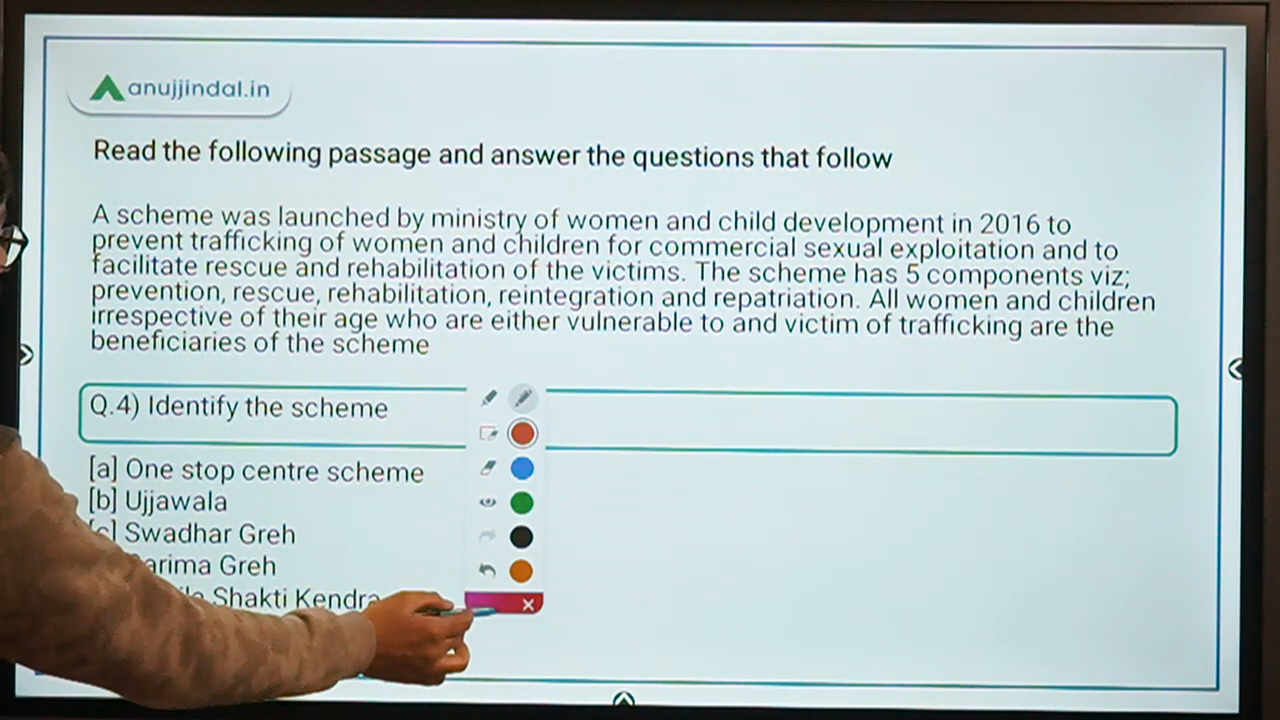 anujjindal.in
Read the following passage and answer the questions that follow
A scheme was launched by ministry of women and child development in 2016 to
prevent trafficking of women and children for commercial sexual exploitation and to
facilitate rescue and rehabilitation of the victims. The scheme has 5 components viz;
prevention, rescue, rehabilitation, reintegration and repatriation. All women and children
irrespective of their age who are either vulnerable to and victim of trafficking are the
beneficiaries of the scheme
Q.4) Identify the scheme
[a] One stop centre scheme
[b] Ujjawala
[c] Swadhar Greh
Greh
Shakti Kendra